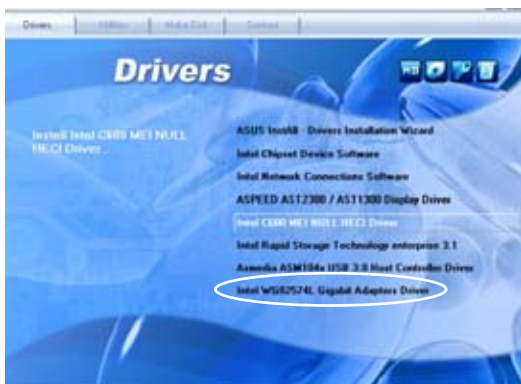 Drivers
Utilities
Make Disk
Contact
Drivers
Install Intel C600 MEI NULL
HECI Driver
ASUS InstAll - Drivers Installation Wizard
Intel Chipset Device Software
Intel Network Connections Software
ASPEED AST2300 / AST1300 Display Driver
Intel C600 MEI NULL HECI Driver
Intel Rapid Storage Technology enterprise 3.1
Asmedia ASM104x USB 3.0 Host Controller Driver
Intel WG82574L Gigabit Adapters Driver